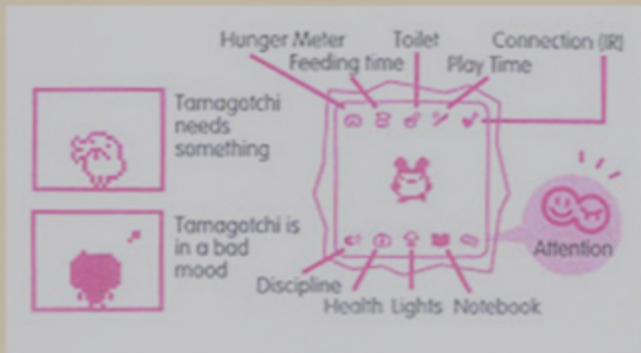 Hunger Meter
Toilet
Connection (IR)
Feeding time
Play Time
Tamagotchi
needs
something
Tamagotchi is
in a bad
mood
Attention
Discipline
Health
Lights
Notebook